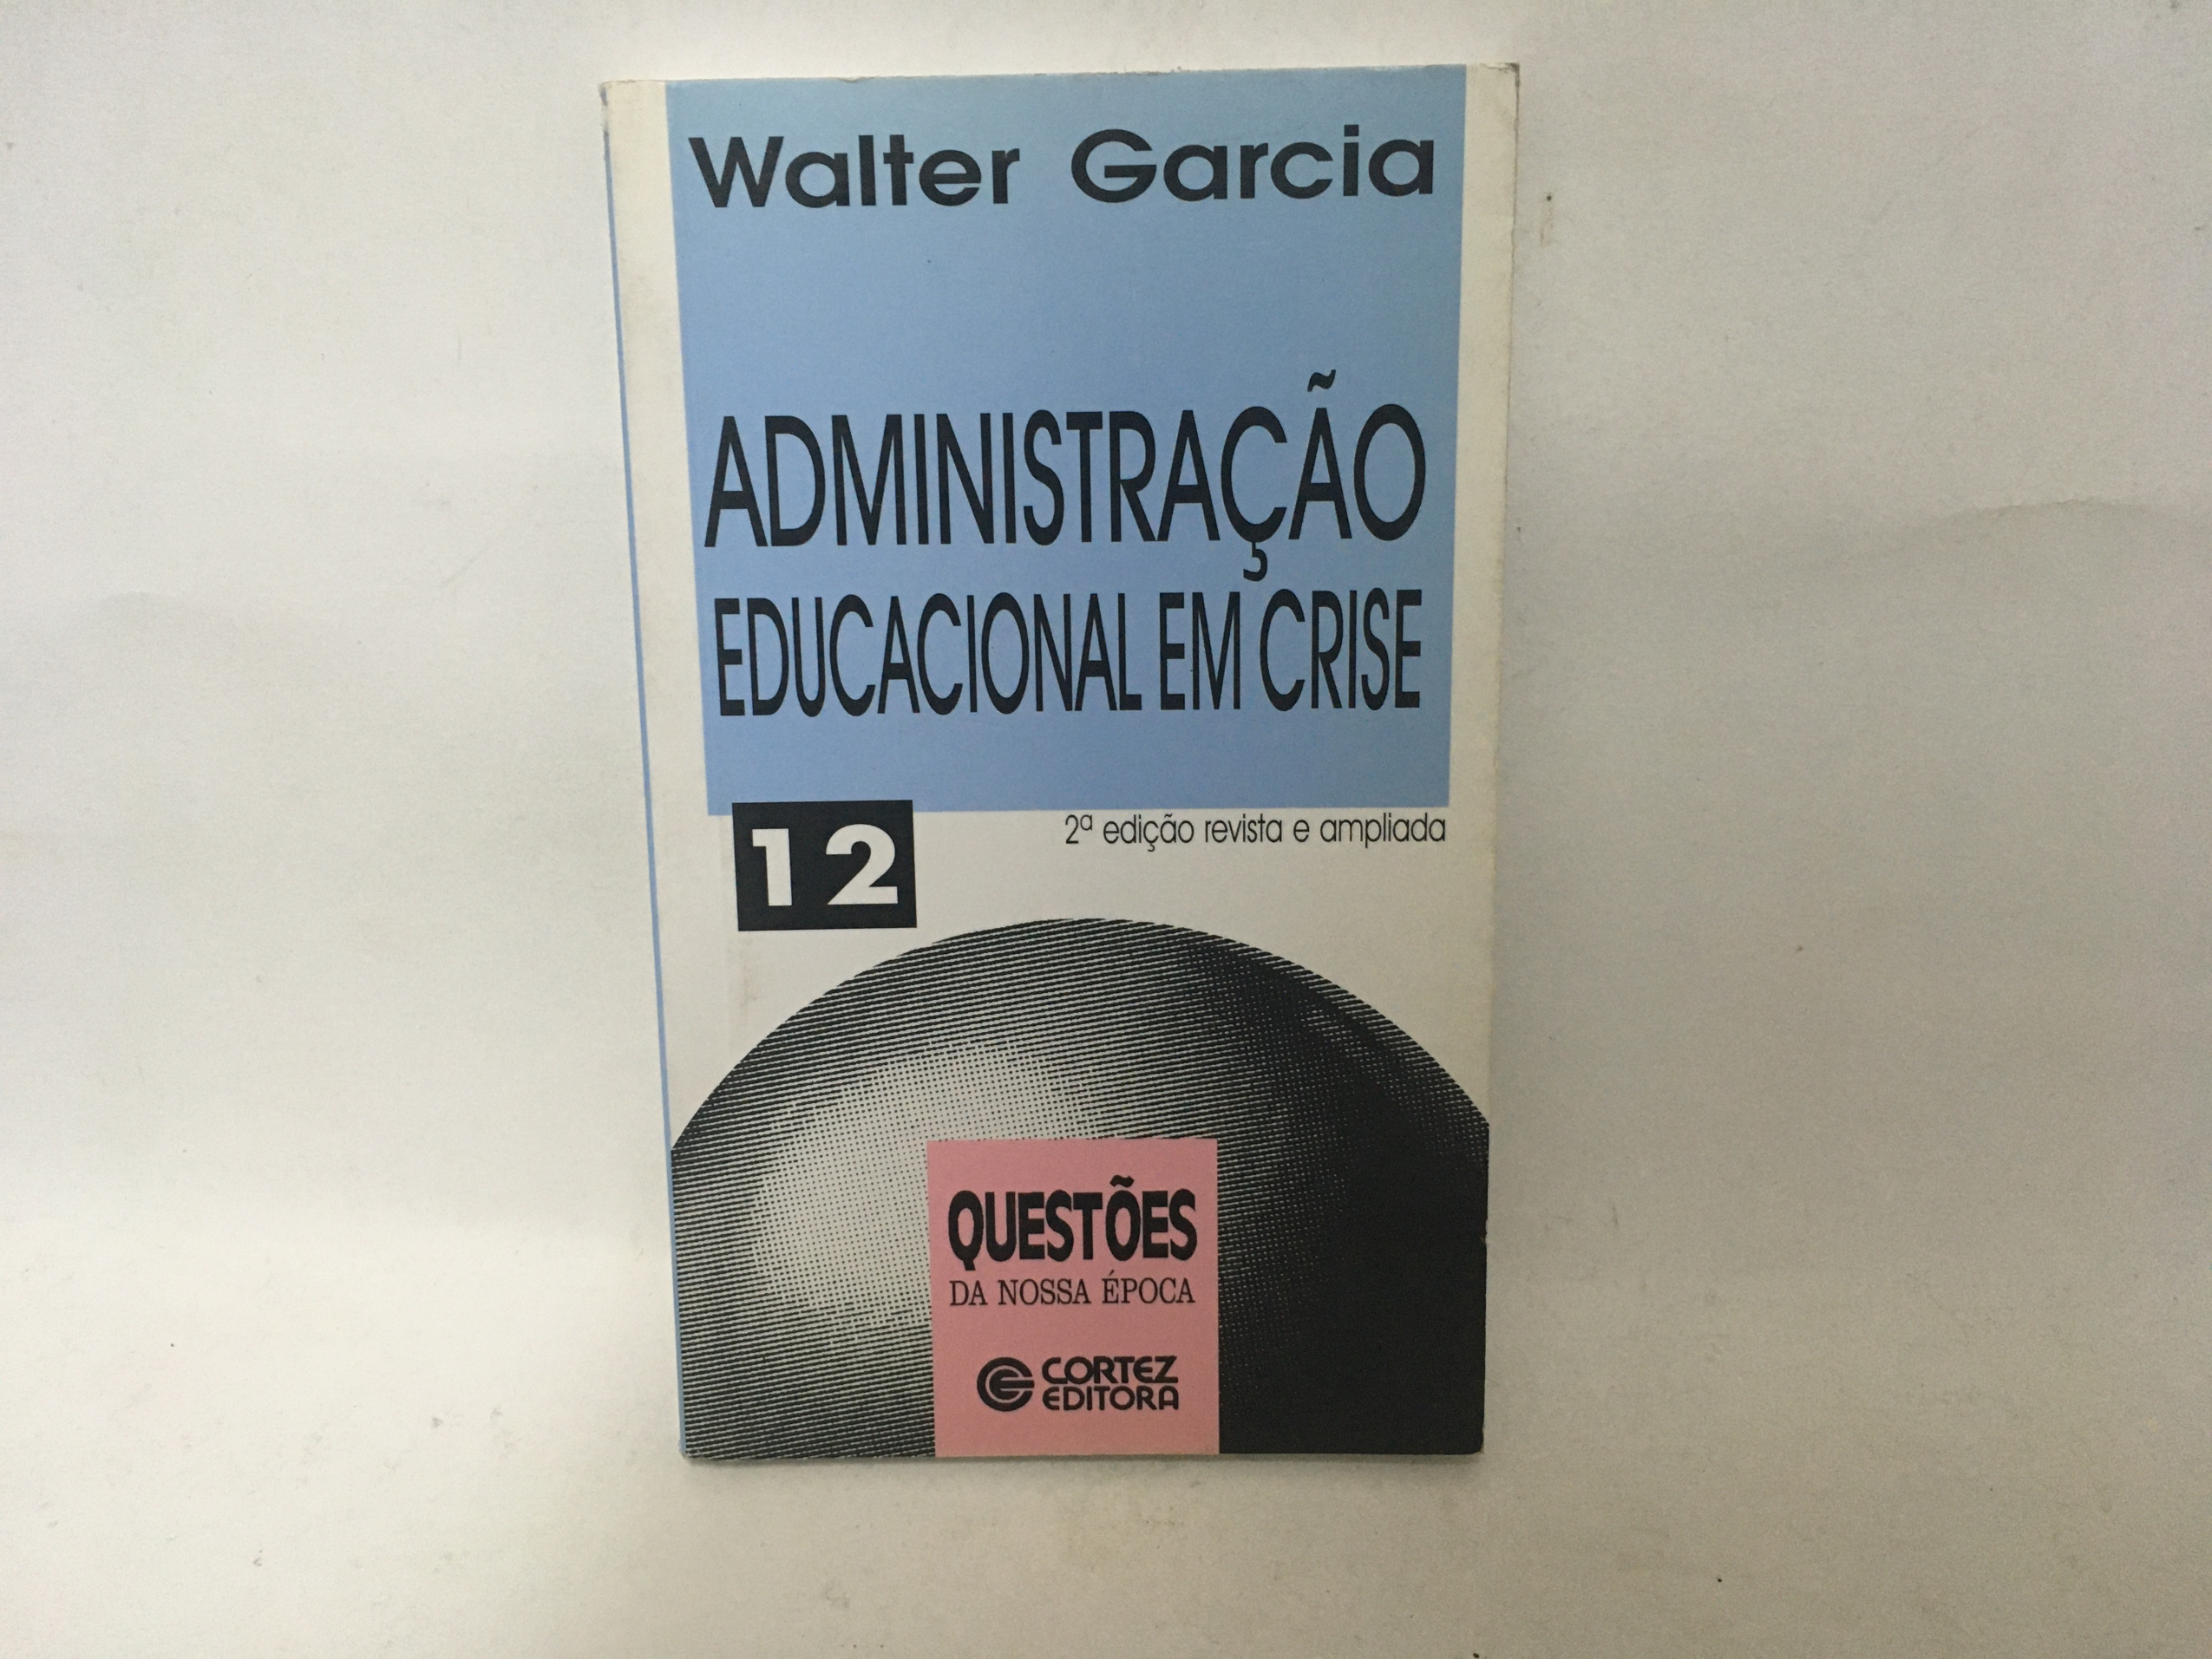 Walter Garcia
ADMINISTRAÇÃO
EDUCACIONAL EM CRISE
12
2ª edição revista e ampliada
QUESTÕES
DA NOSSA ÉPOCA
CORTEZ
EDITORA